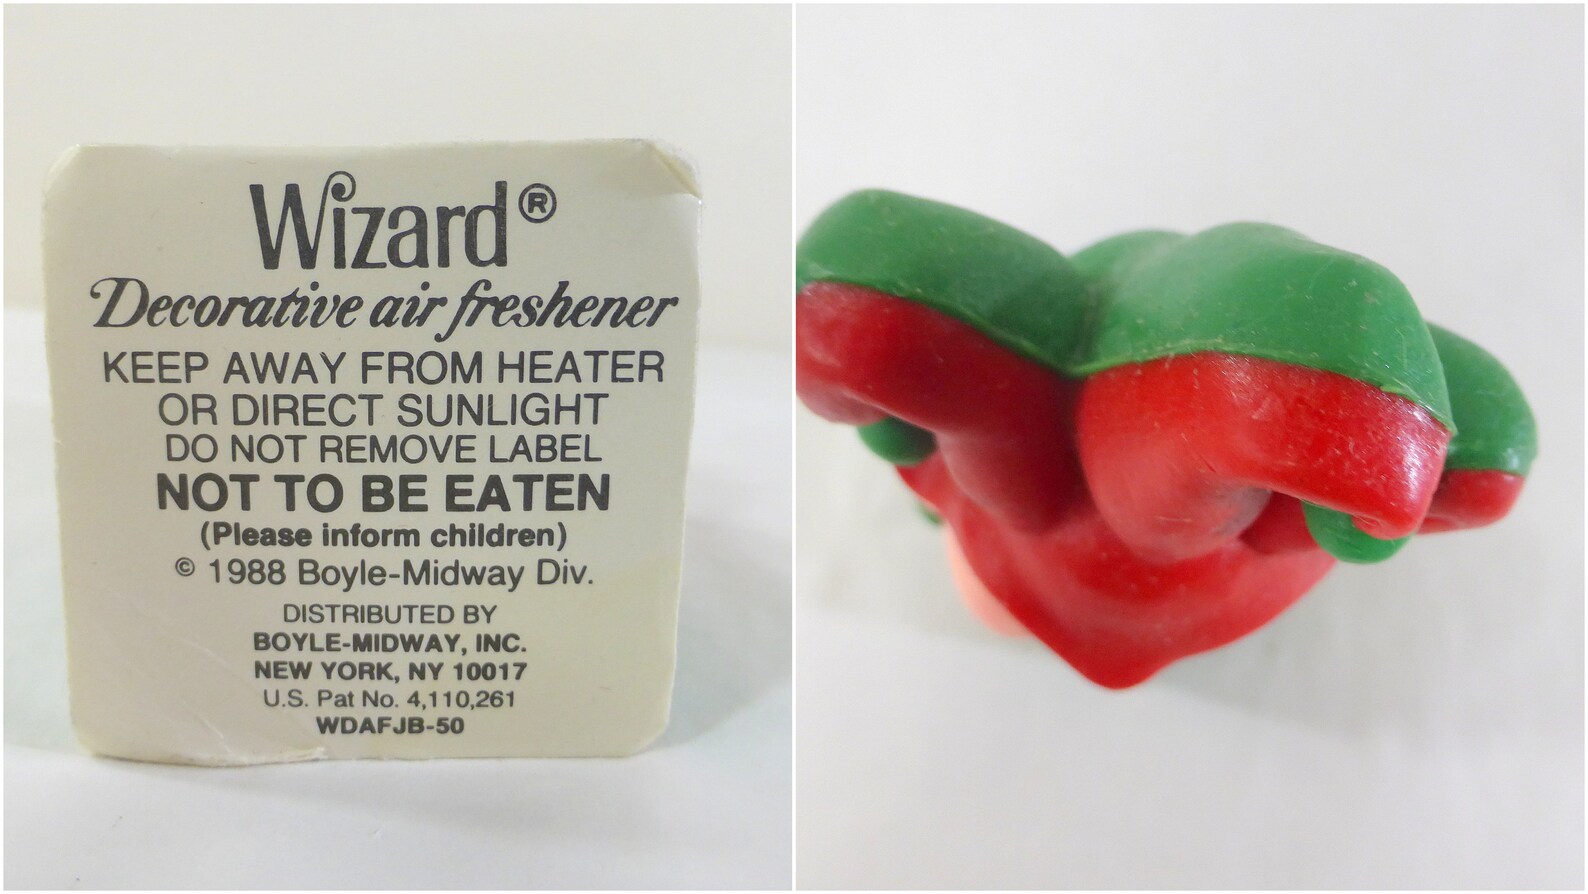 Wizard®
Decorative air freshener
KEEP AWAY FROM HEATER
OR DIRECT SUNLIGHT
DO NOT REMOVE LABEL
NOT TO BE EATEN
(Please inform children)
© 1988 Boyle-Midway Div.
DISTRIBUTED BY
BOYLE-MIDWAY, INC.
NEW YORK, NY 10017
U.S. Pat No. 4,110,261
WDAFJB-50